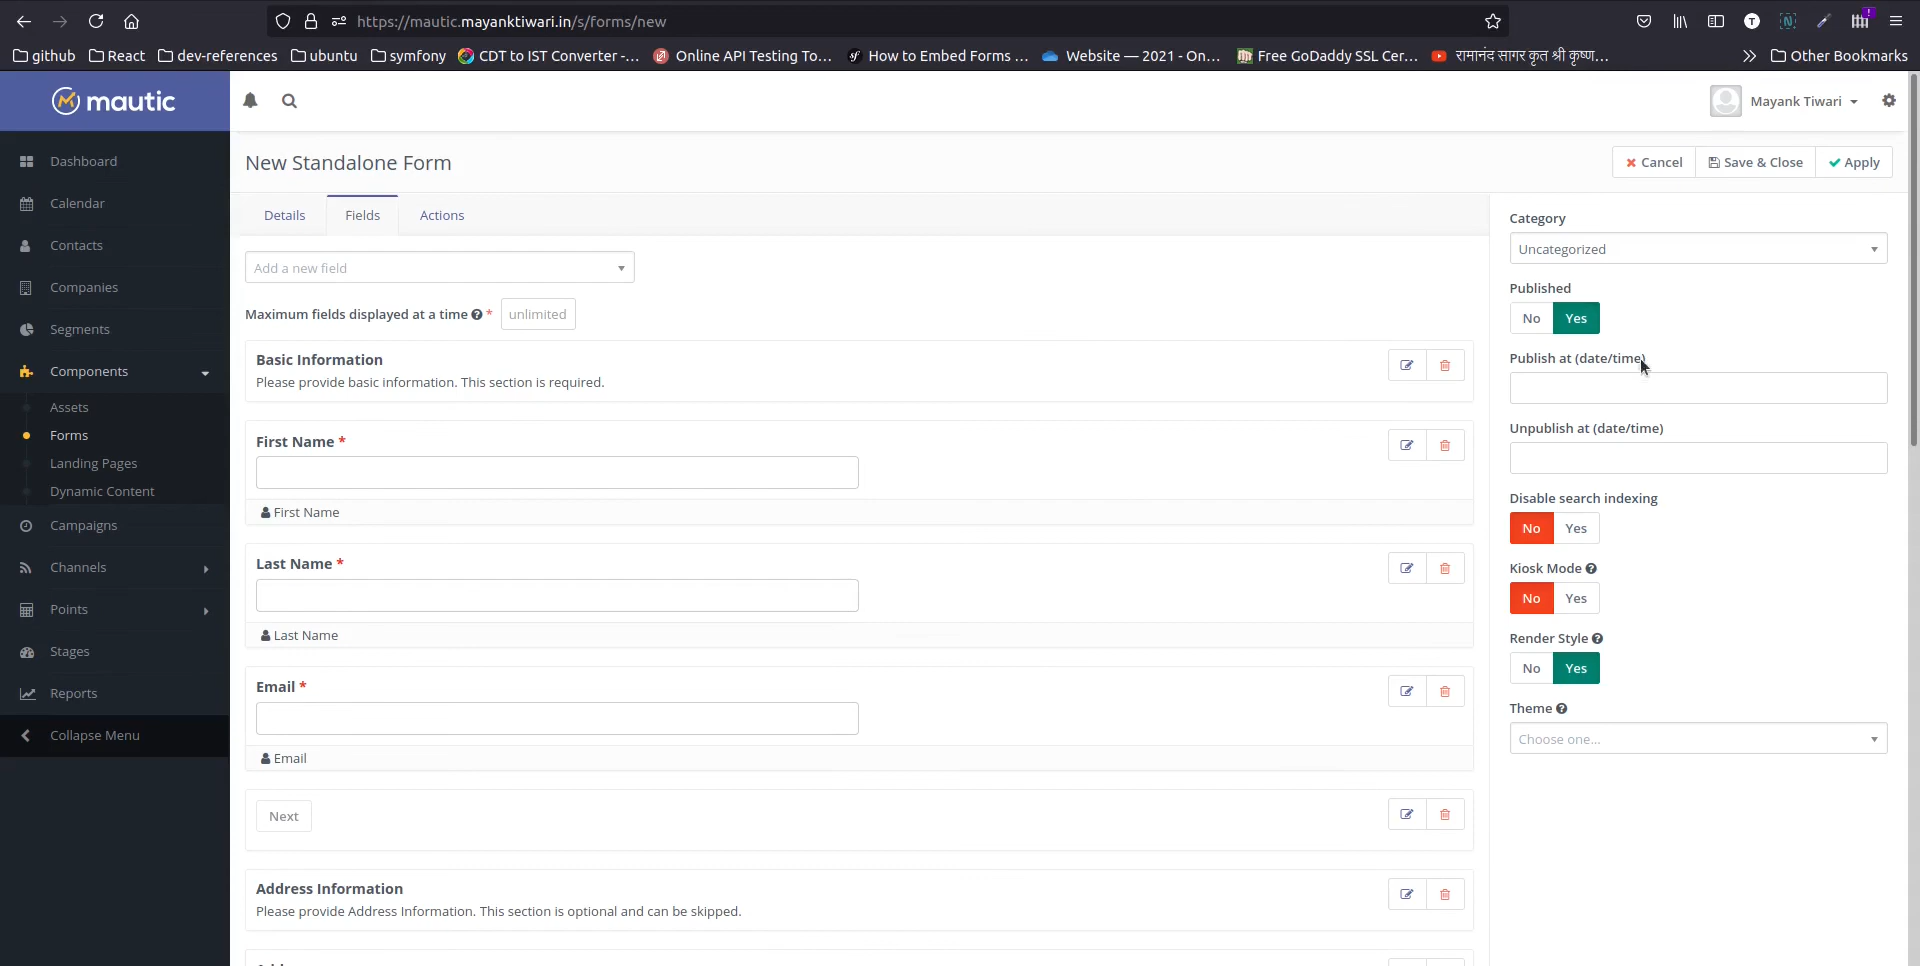 https://mautic.mayanktiwari.in/s/forms/new
github React dev-references ubuntu symfony CDT to IST Converter -... Online API Testing To... How to Embed Forms ... Website — 2021 - On... Free GoDaddy SSL Cer... रामानंद सागर कृत श्री कृष्ण... Other Bookmarks
mautic
Mayank Tiwari
Dashboard
Calendar
Contacts
Companies
Segments
Components
Assets
Forms
Landing Pages
Dynamic Content
Campaigns
Channels
Points
Stages
Reports
Collapse Menu
New Standalone Form
Cancel Save & Close Apply
Details Fields Actions
Add a new field
Maximum fields displayed at a time * unlimited
Basic Information
Please provide basic information. This section is required.
First Name *
First Name
Last Name *
Last Name
Email *
Email
Next
Address Information
Please provide Address Information. This section is optional and can be skipped.
Category
Uncategorized
Published
No Yes
Publish at (date/time)
Unpublish at (date/time)
Disable search indexing
No Yes
Kiosk Mode
No Yes
Render Style
No Yes
Theme
Choose one...